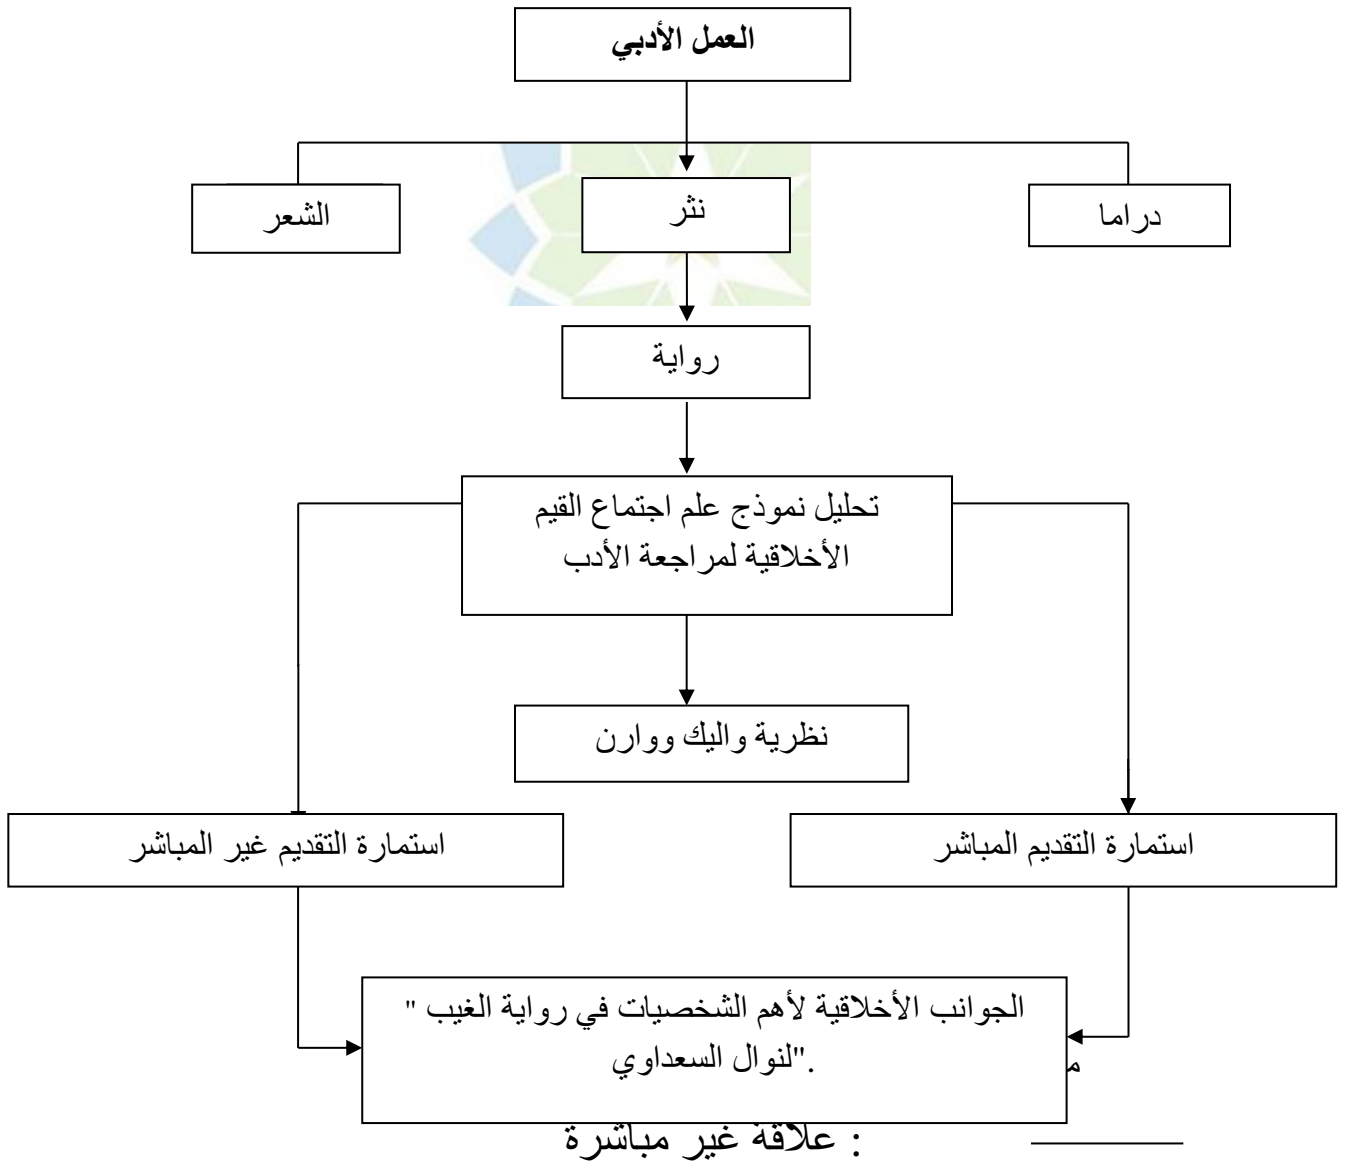 العمل الأدبي
دراما
نثر
الشعر
رواية
تحليل نموذج علم اجتماع القيم
الأخلاقية لمراجعة الأدب
نظرية واليك ووارن
استمارة التقديم المباشر
استمارة التقديم غير المباشر
الجوانب الأخلاقية لأهم الشخصيات في رواية الغيب "
."لنوال السعداوي
: علاقة غير مباشرة